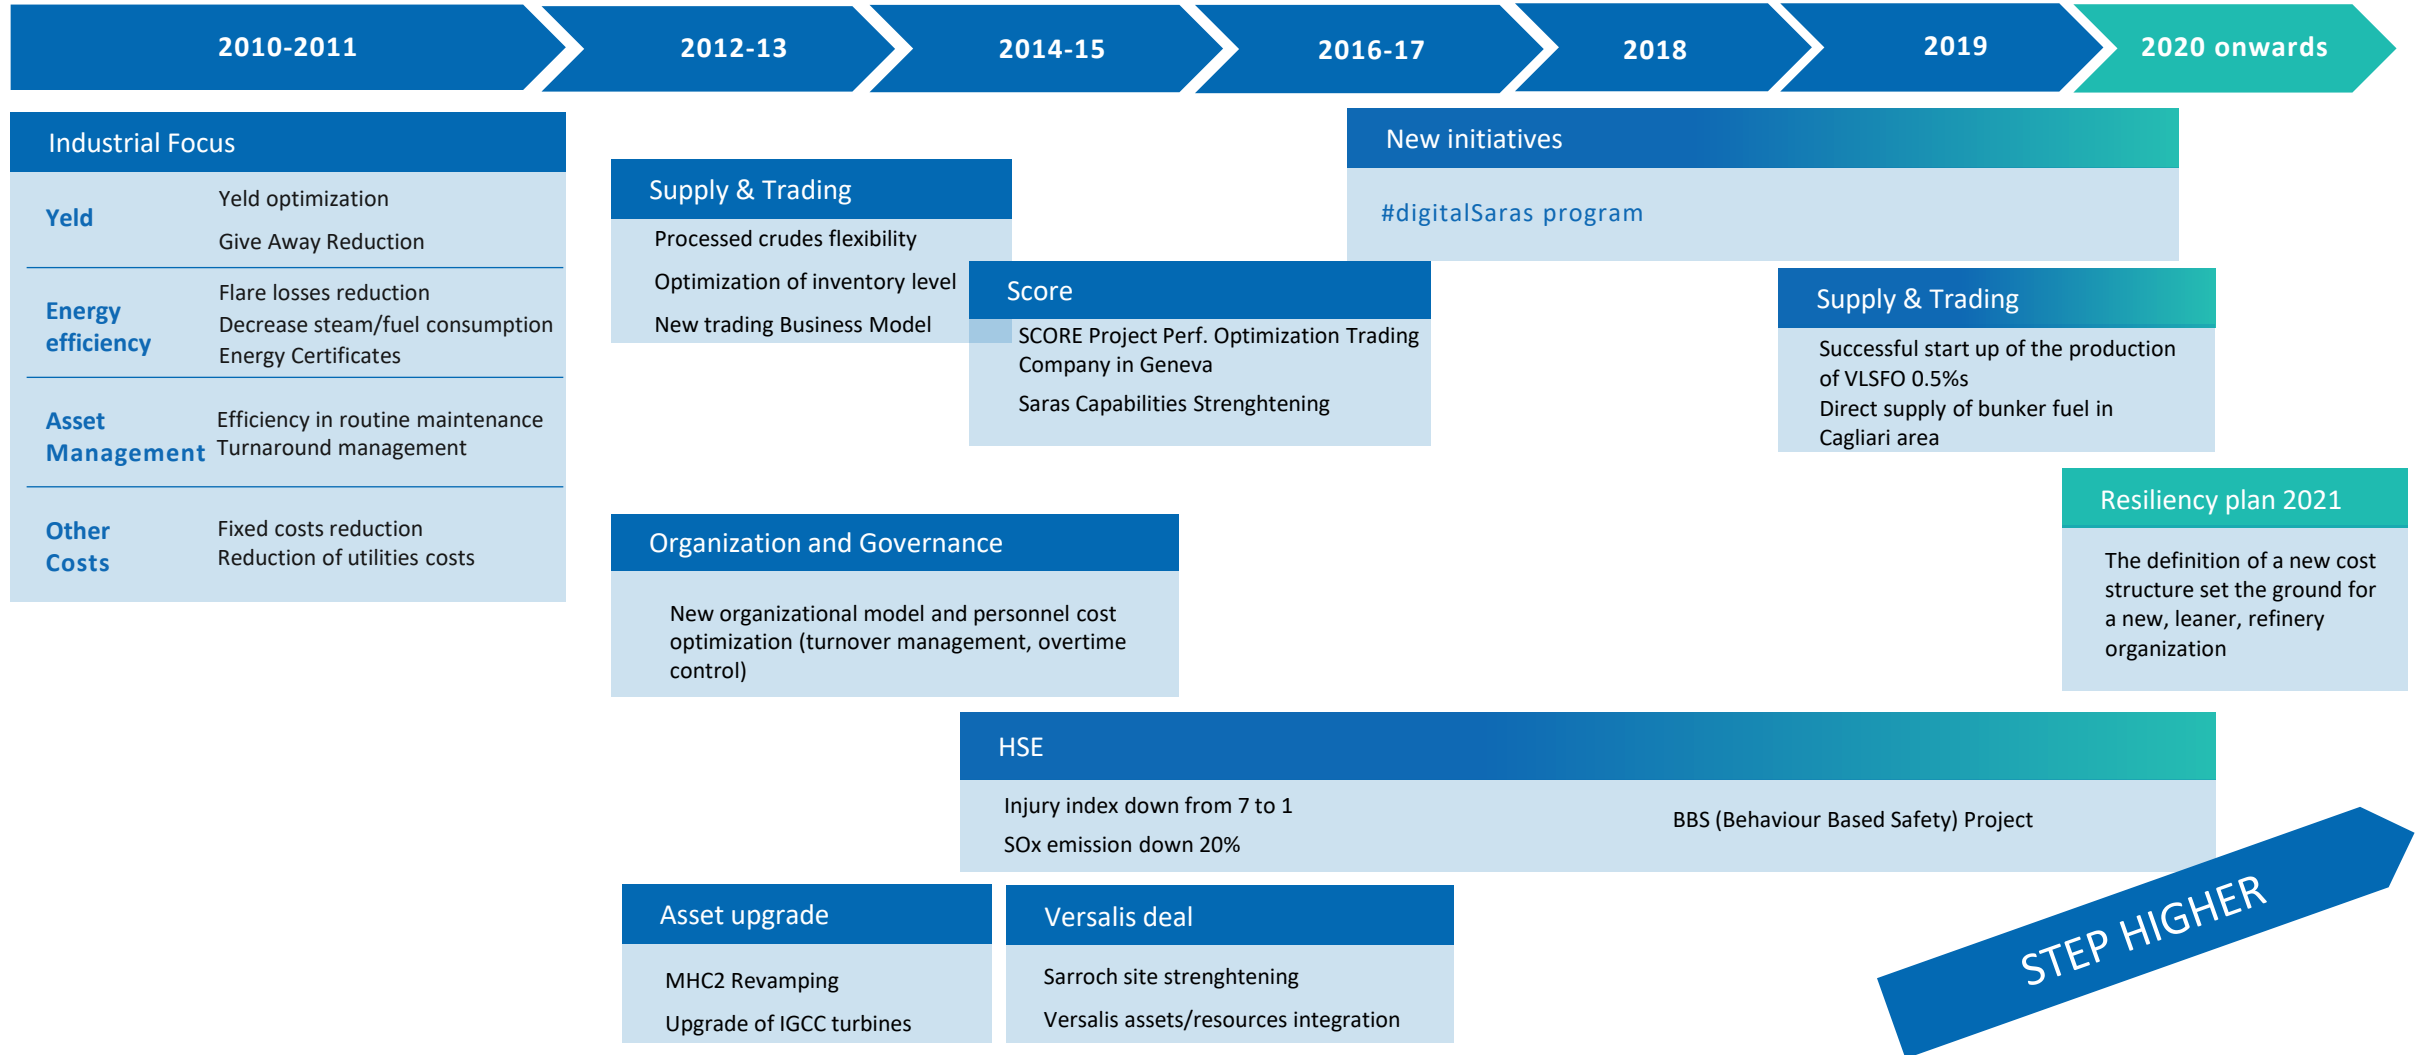 2010-2011
2012-13
2014-15
2016-17
2018
2019
2020 onwards
Industrial Focus
Yeld
Yeld optimization
Give Away Reduction
Energy
efficiency
Flare losses reduction
Decrease steam/fuel consumption
Energy Certificates
Asset
Management
Efficiency in routine maintenance
Turnaround management
Other
Costs
Fixed costs reduction
Reduction of utilities costs
Supply & Trading
Processed crudes flexibility
Optimization of inventory level
New trading Business Model
Score
SCORE Project Perf. Optimization Trading
Company in Geneva
Saras Capabilities Strenghtening
New initiatives
#digitalSaras program
Supply & Trading
Successful start up of the production
of VLSFO 0.5%s
Direct supply of bunker fuel in
Cagliari area
Resiliency plan 2021
The definition of a new cost
structure set the ground for
a new, leaner, refinery
organization
Organization and Governance
New organizational model and personnel cost
optimization (turnover management, overtime
control)
HSE
Injury index down from 7 to 1
SOx emission down 20%
BBS (Behaviour Based Safety) Project
Asset upgrade
MHC2 Revamping
Upgrade of IGCC turbines
Versalis deal
Sarroch site strenghtening
Versalis assets/resources integration
STEP HIGHER